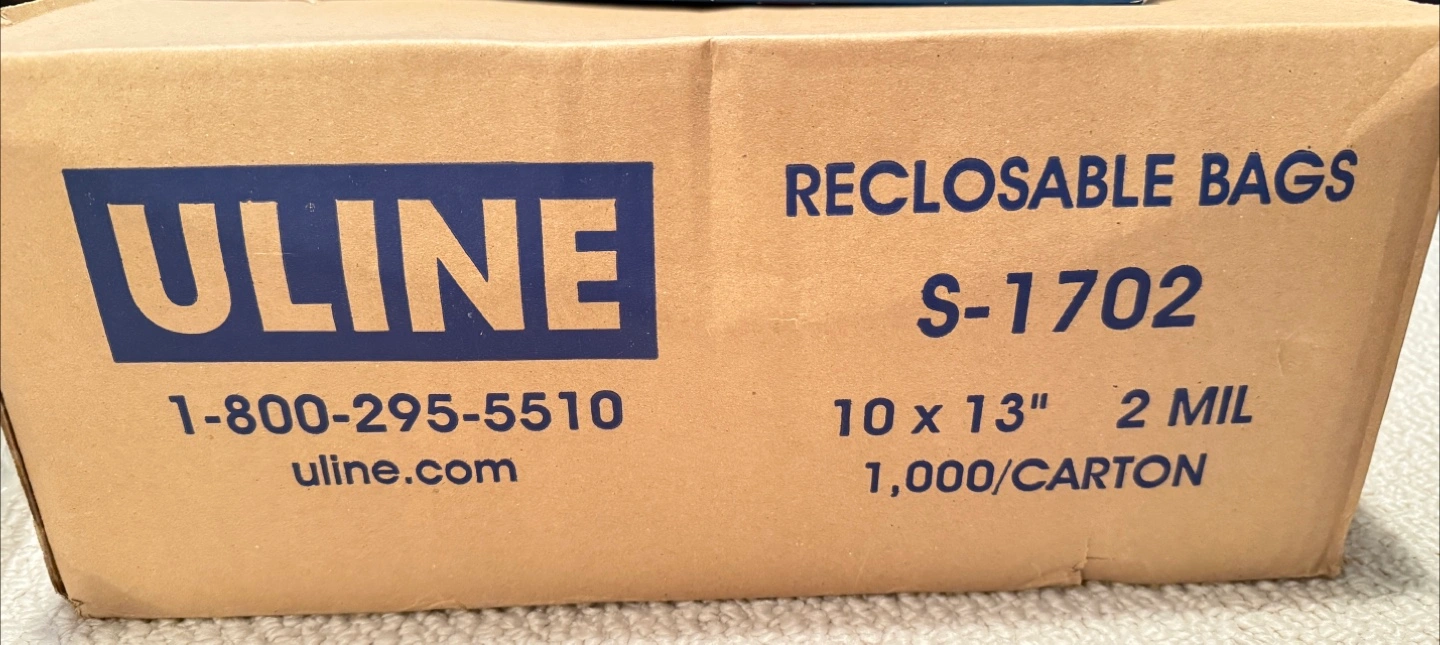 ULINE
1-800-295-5510
uline.com
RECLOSABLE BAGS
S-1702
10 x 13" 2 MIL
1,000/CARTON